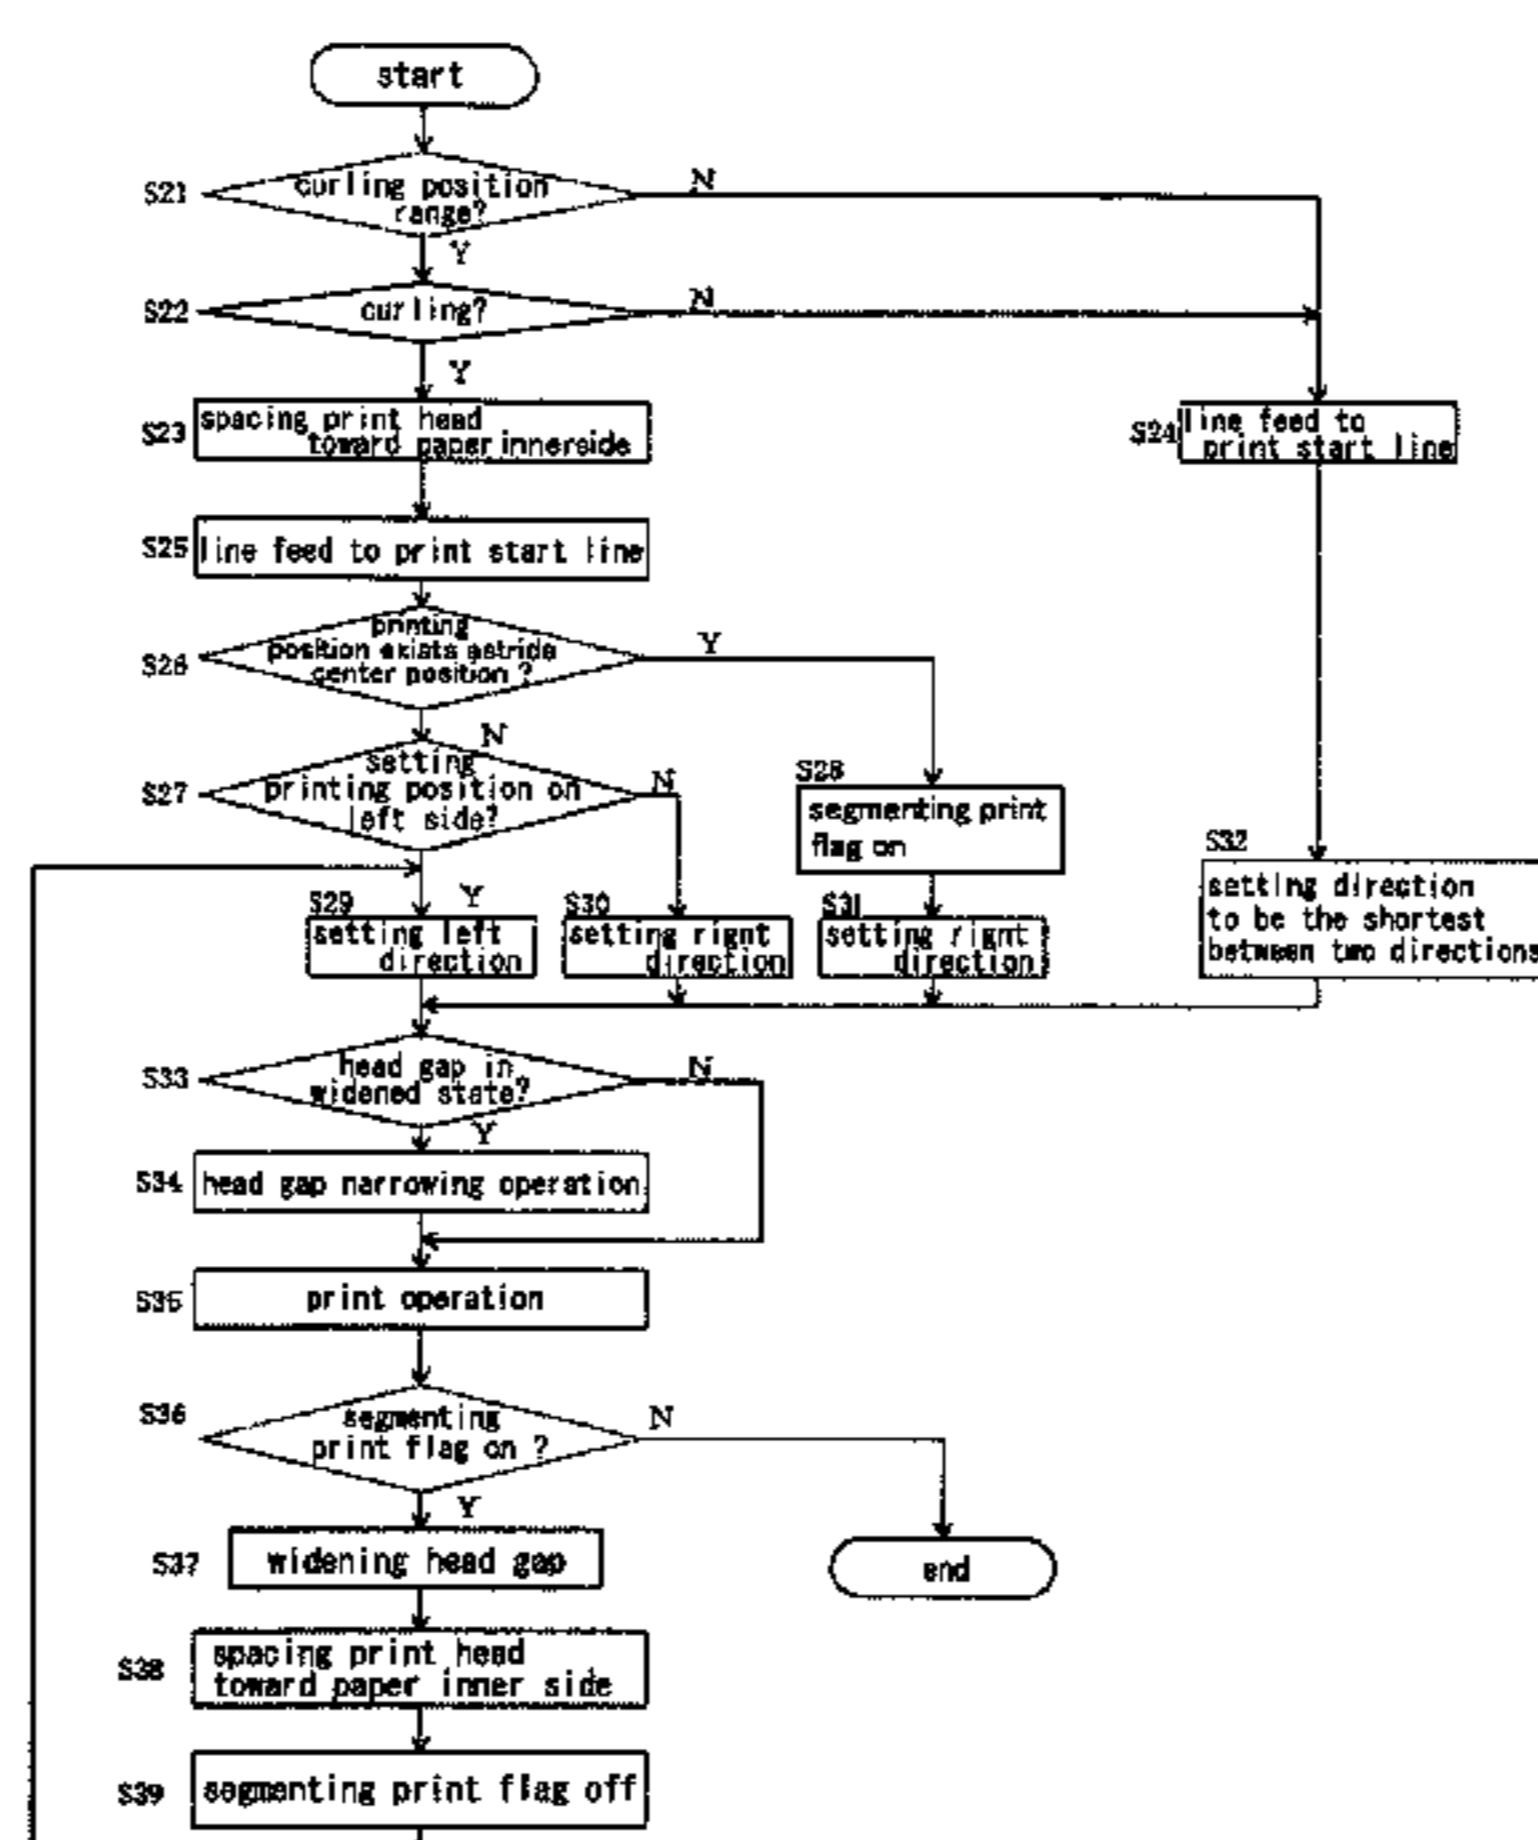 start
S21
curling position
range?
N
Y
S22
curling?
N
Y
S23
spacing print head
toward paper innerside
S24
line feed to
print start line
S25
line feed to print start line
S26
printing
position exists astride
center position ?
Y
N
S27
setting
printing position on
left side?
N
S28
segmenting print
flag on
S32
setting direction
to be the shortest
between two directions
Y
S29
setting left
direction
S30
setting rignt
direction
S31
setting rignt
direction
S33
head gap in
widened state?
N
Y
S34
head gap narrowing operation
S35
print operation
S36
segmenting
print flag on ?
N
Y
S37
widening head gap
end
S38
spacing print head
toward paper inner side
S39
segmenting print flag off